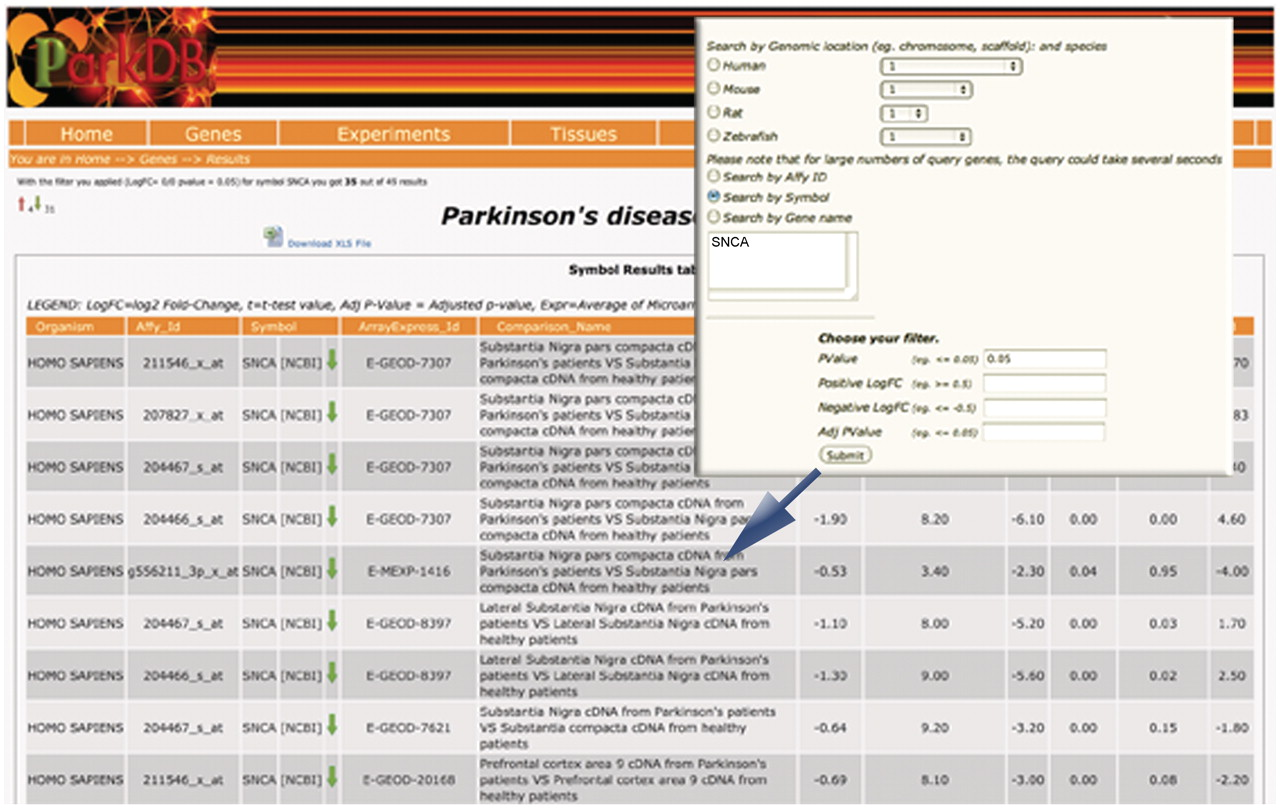 ParkDB
Home Genes Experiments Tissues
You are in Home --> Genes --> Results
With the filter you applied (LogFC= 0/0 pvalue = 0.05) for symbol SNCA you got 35 out of 49 results
4 31
Parkinson's diseas
Download XLS File
Symbol Results tab
LEGEND: LogFC=log2 Fold-Change, t=t-test value, Adj P-Value = Adjusted p-value, Expr=Average of Microarr
Organism Affy_Id Symbol ArrayExpress_Id Comparison_Name
HOMO SAPIENS 211546_x_at SNCA [NCBI] E-GEOD-7307 Substantia Nigra pars compacta cD
Parkinson's patients VS Substantia
compacta cDNA from healthy patien
70
HOMO SAPIENS 207827_x_at SNCA [NCBI] E-GEOD-7307 Substantia Nigra pars compacta cD
Parkinson's patients VS Substantia
compacta cDNA from healthy patien
83
HOMO SAPIENS 204467_s_at SNCA [NCBI] E-GEOD-7307 Substantia Nigra pars compacta cD
Parkinson's patients VS Substantia
compacta cDNA from healthy patients
40
HOMO SAPIENS 204466_s_at SNCA [NCBI] E-GEOD-7307 Substantia Nigra pars compacta cDNA from
Parkinson's patients VS Substantia Nigra pars
compacta cDNA from healthy patients
-1.90 8.20 -6.10 0.00 0.00 4.60
HOMO SAPIENS g556211_3p_x_at SNCA [NCBI] E-MEXP-1416 Substantia Nigra pars compacta cDNA from
Parkinson's patients VS Substantia Nigra pars
compacta cDNA from healthy patients
-0.53 3.40 -2.30 0.04 0.95 -4.00
HOMO SAPIENS 204467_s_at SNCA [NCBI] E-GEOD-8397 Lateral Substantia Nigra cDNA from Parkinson's
patients VS Lateral Substantia Nigra cDNA from
healthy patients
-1.10 8.00 -5.20 0.00 0.03 1.70
HOMO SAPIENS 204466_s_at SNCA [NCBI] E-GEOD-8397 Lateral Substantia Nigra cDNA from Parkinson's
patients VS Lateral Substantia Nigra cDNA from
healthy patients
-1.30 9.00 -5.60 0.00 0.02 2.50
HOMO SAPIENS 204467_s_at SNCA [NCBI] E-GEOD-7621 Substantia Nigra cDNA from Parkinson's patients
VS Substantia compacta cDNA from healthy
patients
-0.64 9.20 -3.20 0.00 0.15 -1.80
HOMO SAPIENS 211546_x_at SNCA [NCBI] E-GEOD-20168 Prefrontal cortex area 9 cDNA from Parkinson's
patients VS Prefrontal cortex area 9 cDNA from
healthy patients
-0.69 8.10 -3.00 0.00 0.08 -2.20
Search by Genomic location (eg. chromosome, scaffold): and species
Human 1
Mouse 1
Rat 1
Zebrafish 1
Please note that for large numbers of query genes, the query could take several seconds
Search by Affy ID
Search by Symbol
Search by Gene name
SNCA
Choose your filter.
PValue (eg. <= 0.05) 0.05
Positive LogFC (eg. >= 0.5)
Negative LogFC (eg. <= -0.5)
Adj PValue (eg. <= 0.05)
Submit